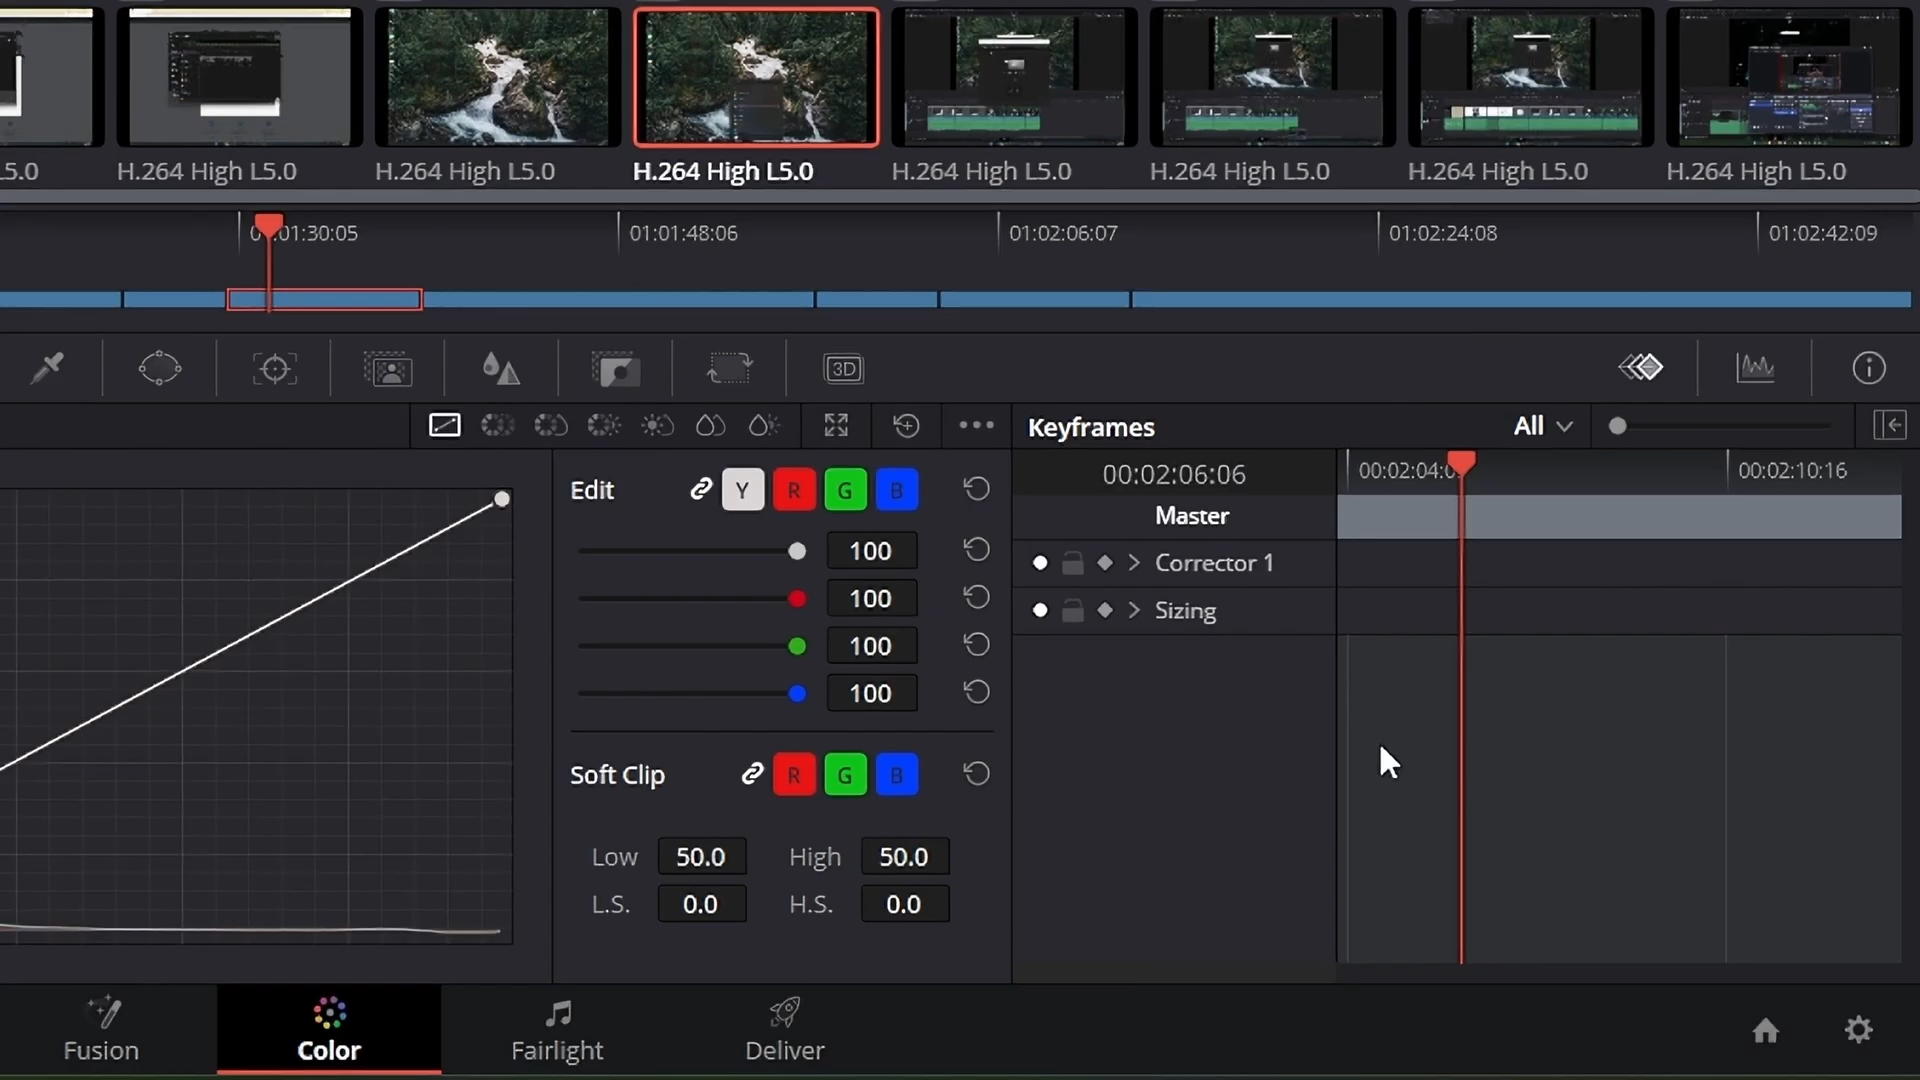 5.0
H.264 High L5.0
H.264 High L5.0
H.264 High L5.0
H.264 High L5.0
H.264 High L5.0
H.264 High L5.0
H.264 High L5.0
01:01:30:05
01:01:48:06
01:02:06:07
01:02:24:08
01:02:42:09
3D
Keyframes
All
Edit
Y
R
G
B
100
100
100
100
Soft Clip
R
G
B
Low
50.0
High
50.0
L.S.
0.0
H.S.
0.0
00:02:06:06
00:02:04:0
00:02:10:16
Master
Corrector 1
Sizing
Fusion
Color
Fairlight
Deliver